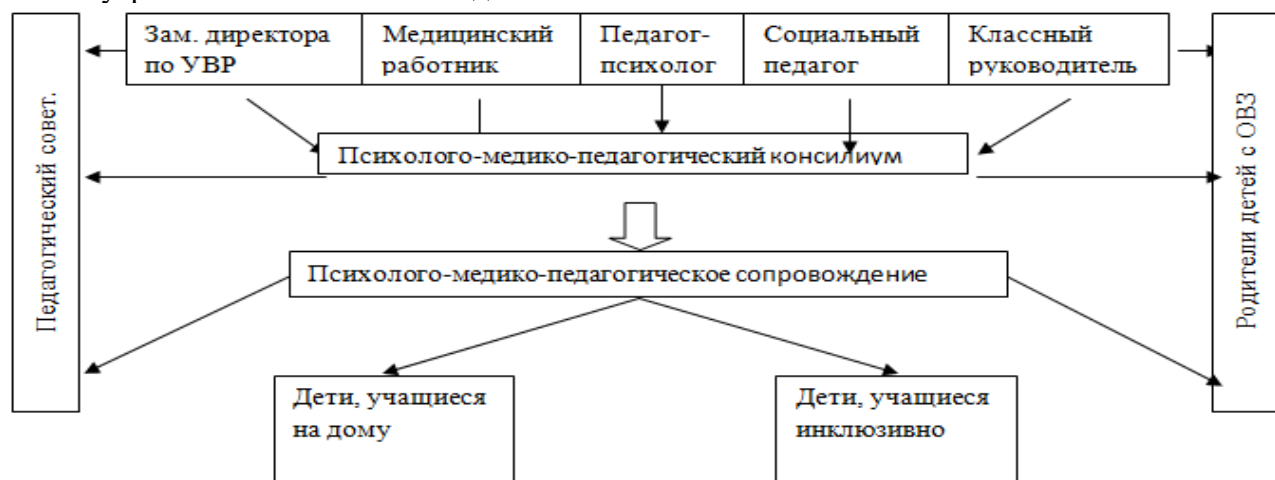 Педагогический совет.
Зам. директора
по УВР
Медицинский
работник
Педагог-
психолог
Социальный
педагог
Классный
руководитель
Родители детей с ОВЗ
Психолого-медико-педагогический консилиум
Психолого-медико-педагогическое сопровождение
Дети, учащиеся
на дому
Дети, учащиеся
инклюзивно